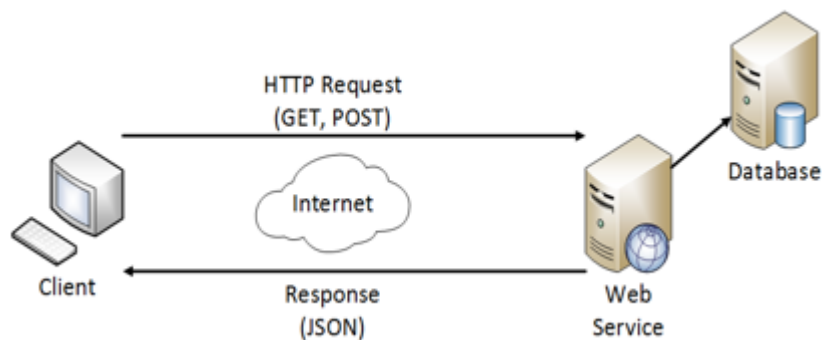 HTTP Request
(GET, POST)
Internet
Client
Response
(JSON)
Web
Service
Database